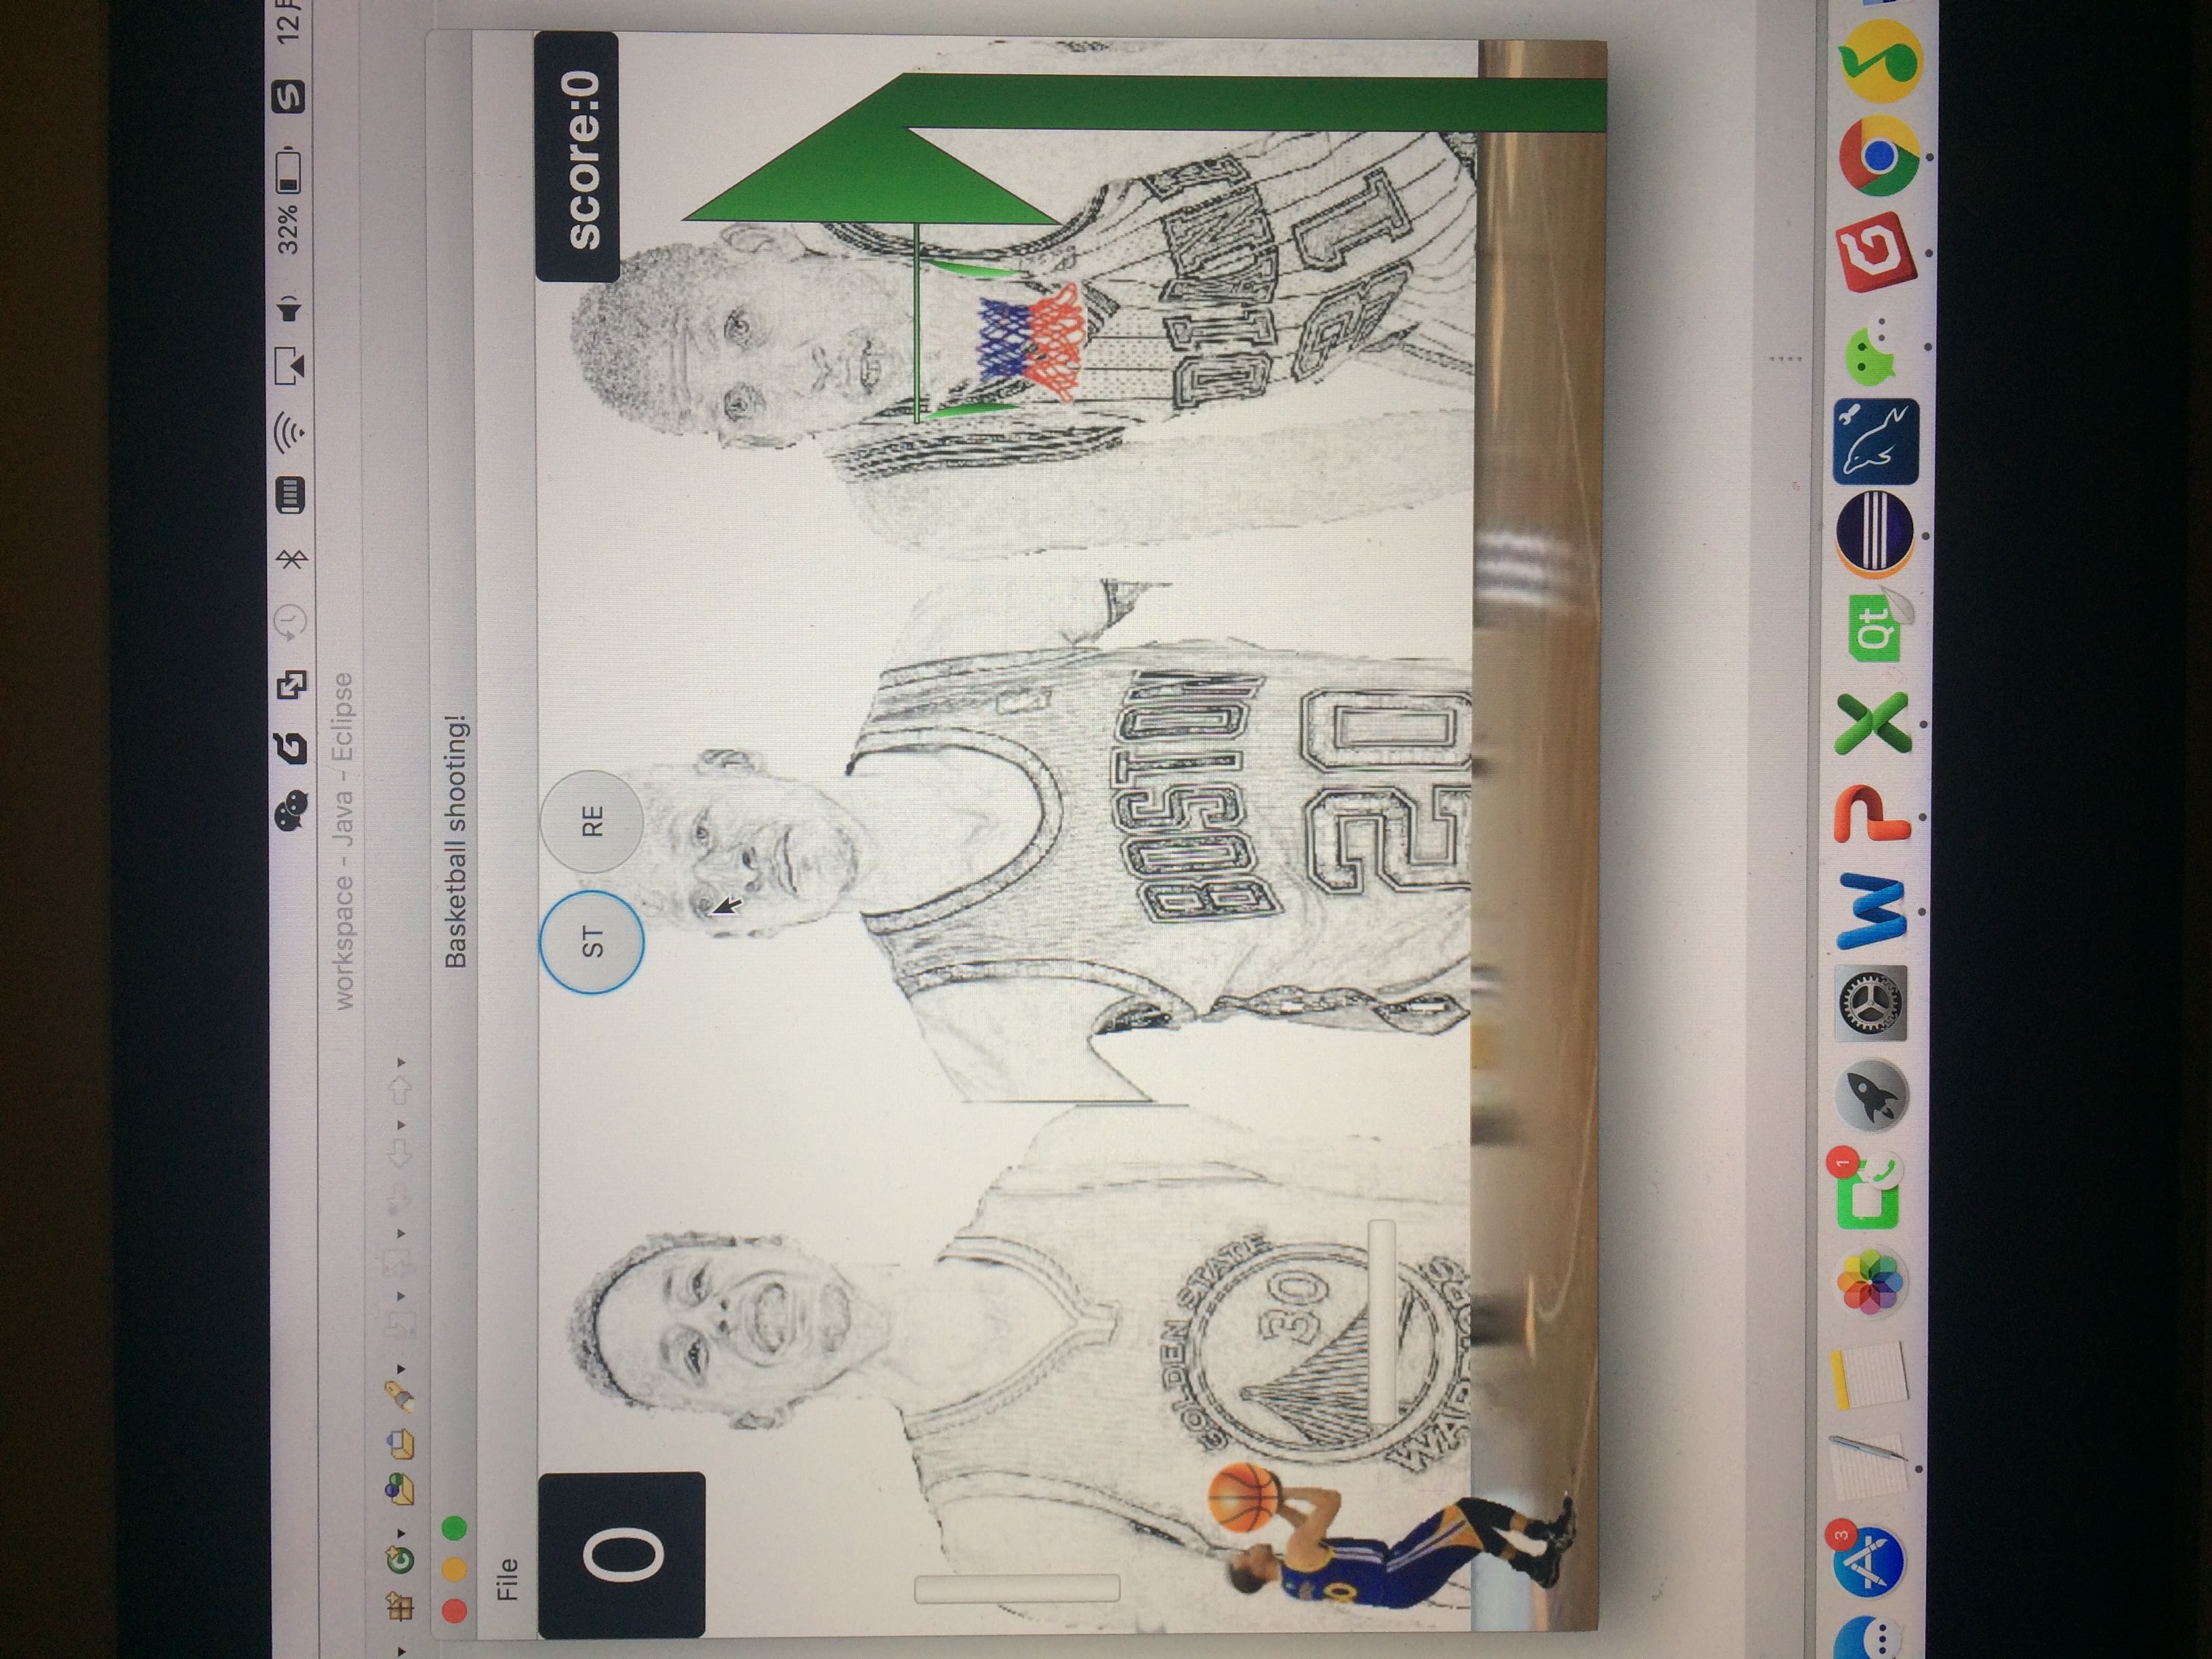 32%
S
12月
workspace - Java - Eclipse
Basketball shooting!
File
0
ST
RE
score:0
GOLDEN STATE
30
WARRIORS
BOSTON
20
DIANA
31
3
1
Qt